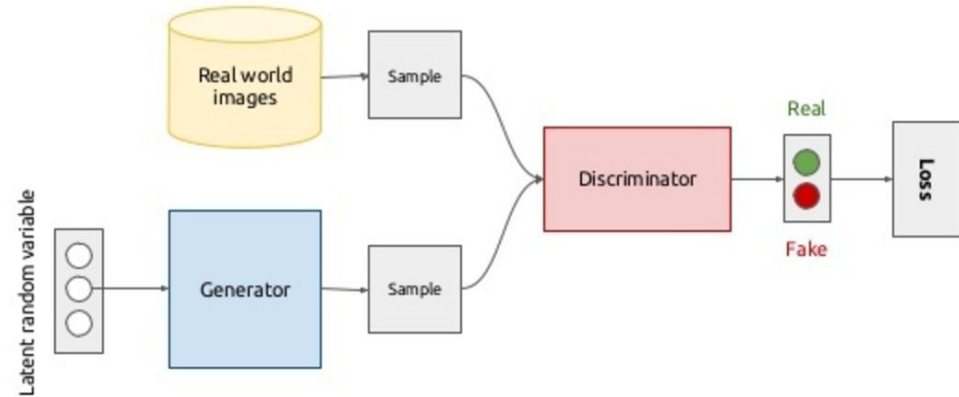 Real world
images
Sample
Real
Discriminator
Loss
Fake
Latent random variable
Generator
Sample